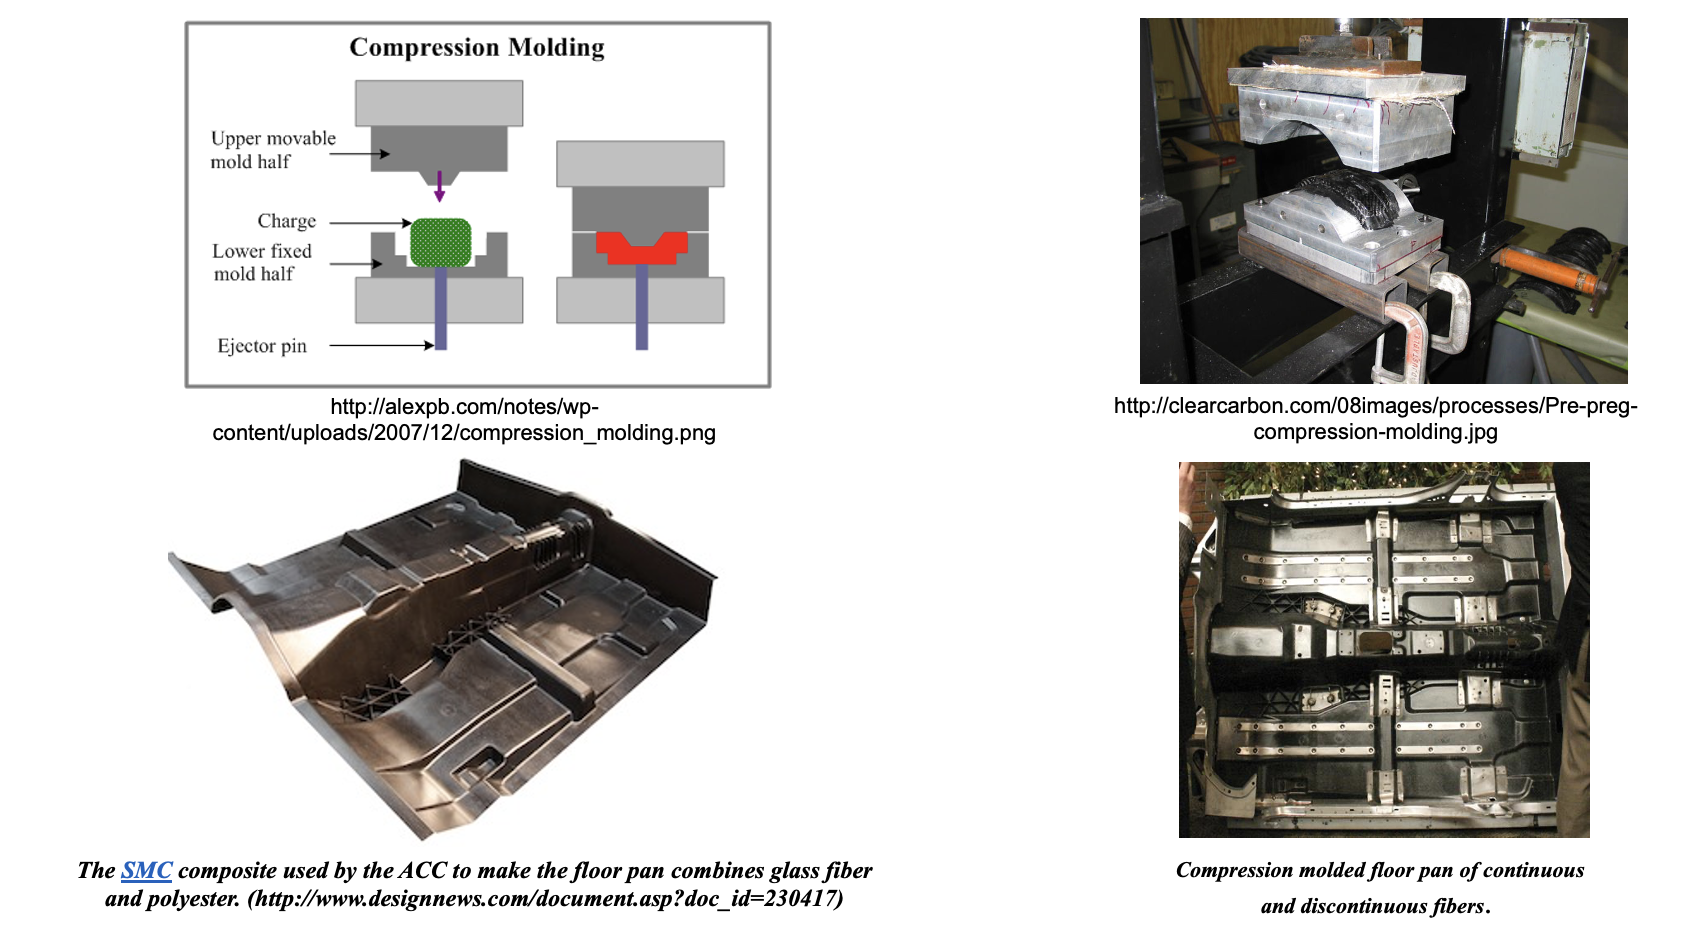 Compression Molding
Upper movable
mold half
Charge
Lower fixed
mold half
Ejector pin
http://alexpb.com/notes/wp-
content/uploads/2007/12/compression_molding.png
http://clearcarbon.com/08images/processes/Pre-preg-
compression-molding.jpg
The SMC composite used by the ACC to make the floor pan combines glass fiber
and polyester. (http://www.designnews.com/document.asp?doc_id=230417)
Compression molded floor pan of continuous
and discontinuous fibers.